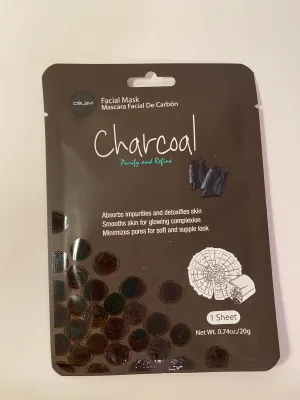 Facial Mask
Mascara Facial De Carbón
Charcoal
Purify and Refine
Absorbs impurities and detoxifies skin
Smooths skin for glowing complexion
Minimizes pores for soft and supple look
1 Sheet
Net Wt. 0.74oz./20g